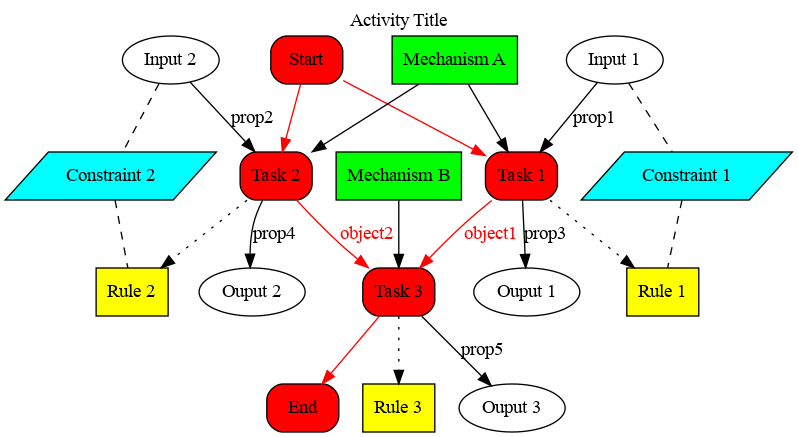 Activity Title
Input 2
Start
Mechanism A
Input 1
prop2
prop1
Constraint 2
Task 2
Mechanism B
Task 1
Constraint 1
prop4
object2
object1
prop3
Rule 2
Ouput 2
Task 3
Ouput 1
Rule 1
prop5
End
Rule 3
Ouput 3